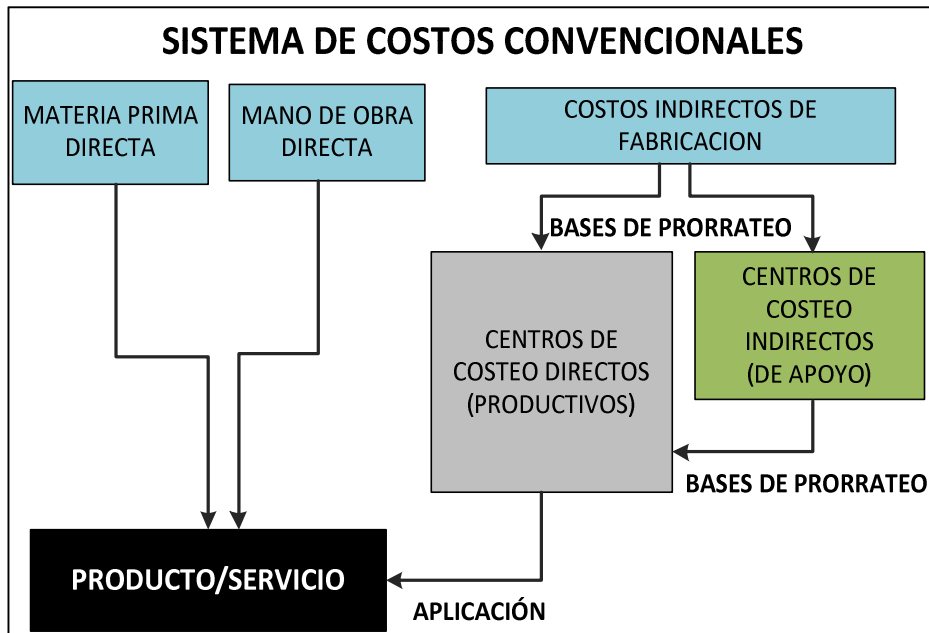 SISTEMA DE COSTOS CONVENCIONALES
MATERIA PRIMA
DIRECTA
MANO DE OBRA
DIRECTA
COSTOS INDIRECTOS DE
FABRICACION
BASES DE PRORRATEO
CENTROS DE
COSTEO DIRECTOS
(PRODUCTIVOS)
CENTROS DE
COSTEO
INDIRECTOS
(DE APOYO)
BASES DE PRORRATEO
PRODUCTO/SERVICIO
APLICACIÓN